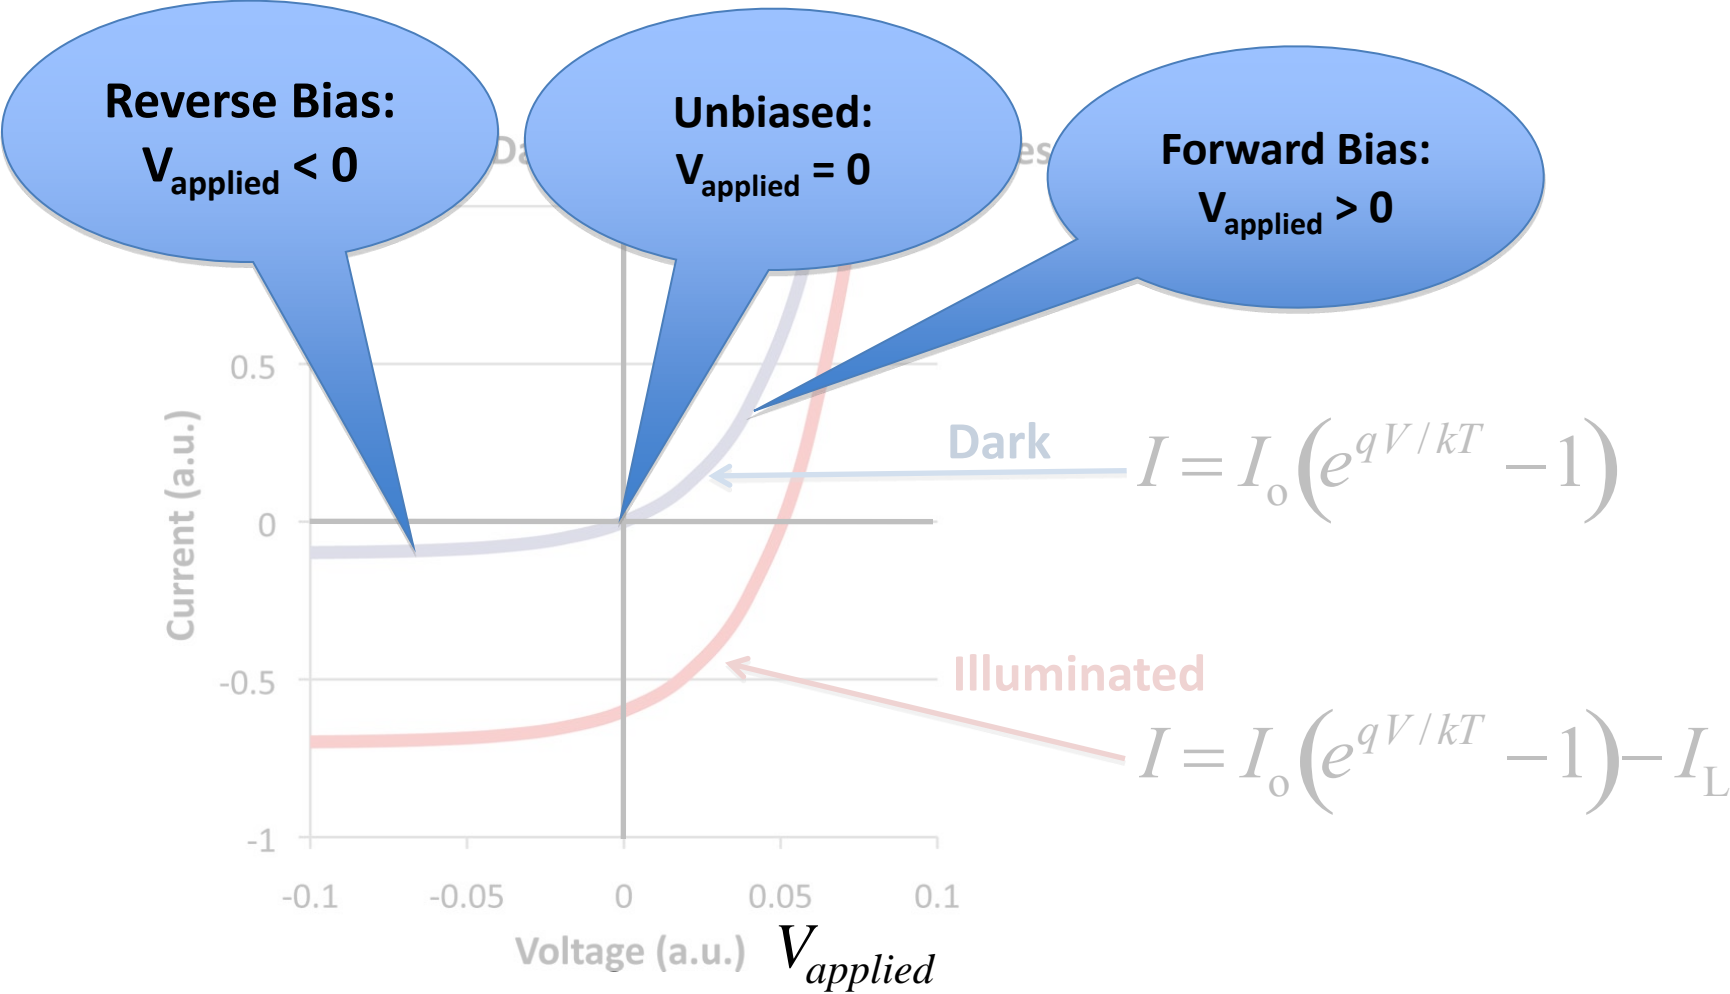 Reverse Bias:
V_applied < 0
Unbiased:
V_applied = 0
Forward Bias:
V_applied > 0
0.5
0
-0.5
-1
Current (a.u.)
Dark
I = I_o(e^{qV/kT} − 1)
Illuminated
I = I_o(e^{qV/kT} − 1) − I_L
-0.1
-0.05
0
0.05
0.1
Voltage (a.u.)
V_applied